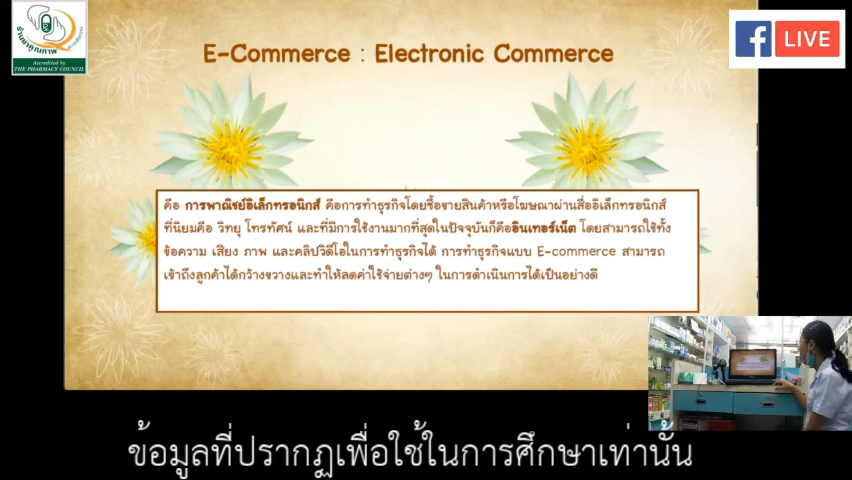 ร้านยาคุณภาพ
Accredited by
THE PHARMACY COUNCIL
E-Commerce : Electronic Commerce
f LIVE
คือ การพาณิชย์อิเล็กทรอนิกส์ คือการทำธุรกิจโดยซื้อขายสินค้าหรือโฆษณาผ่านสื่ออิเล็กทรอนิกส์
ที่นิยมคือ วิทยุ โทรทัศน์ และที่มีการใช้งานมากที่สุดในปัจจุบันก็คืออินเทอร์เน็ต โดยสามารถใช้ทั้ง
ข้อความ เสียง ภาพ และคลิปวีดีโอในการทำธุรกิจได้ การทำธุรกิจแบบ E-commerce สามารถ
เข้าถึงลูกค้าได้กว้างขวางและทำให้ลดค่าใช้จ่ายต่างๆ ในการดำเนินการได้เป็นอย่างดี
ข้อมูลที่ปรากฏเพื่อใช้ในการศึกษาเท่านั้น